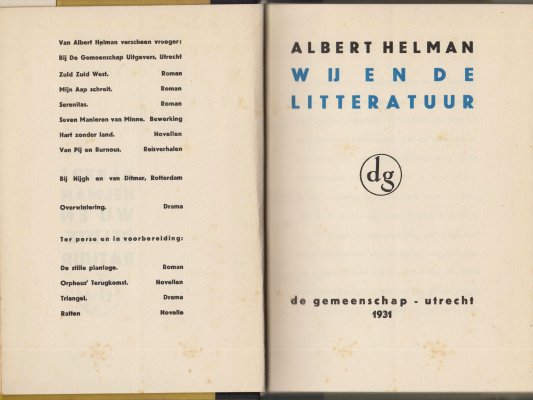 Van Albert Helman verscheen vroeger:
Bij De Gemeenschap Uitgevers, Utrecht
Zuid Zuid West. Roman
Mijn Aap schreit. Roman
Serenitas. Roman
Seven Manieren van Minne. Bewerking
Hart zonder land. Novellen
Van Pij en Burnous. Reisverhalen
Bij Nijgh en van Ditmar, Rotterdam
Overwintering. Drama
Ter perse en in voorbereiding:
De stille plantage. Roman
Orpheus' Terugkomst. Novellen
Triangel. Drama
Ratten Novelle
ALBERT HELMAN
WIJ EN DE
LITTERATUUR
dg
de gemeenschap - utrecht
1931